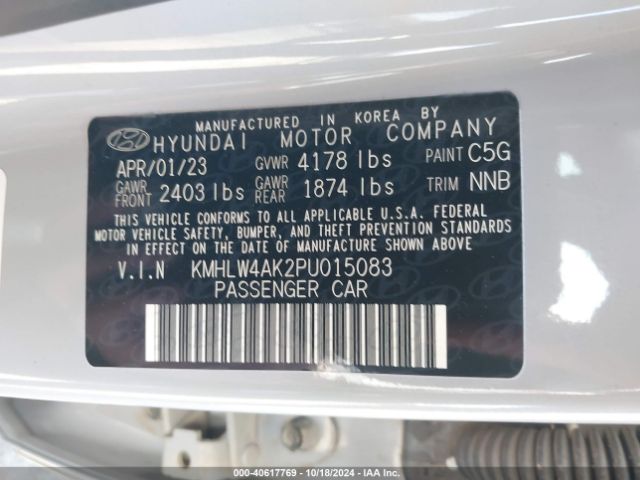 MANUFACTURED IN KOREA BY
HYUNDAI MOTOR COMPANY
APR/01/23 GVWR 4178 lbs PAINT C5G
GAWR FRONT 2403 lbs GAWR REAR 1874 lbs TRIM NNB
THIS VEHICLE CONFORMS TO ALL APPLICABLE U.S.A. FEDERAL
MOTOR VEHICLE SAFETY, BUMPER, AND THEFT PREVENTION STANDARDS
IN EFFECT ON THE DATE OF MANUFACTURE SHOWN ABOVE
V.I.N KMHLW4AK2PU015083
PASSENGER CAR
000-40617769 | 10/18/2024 | IAA Inc.